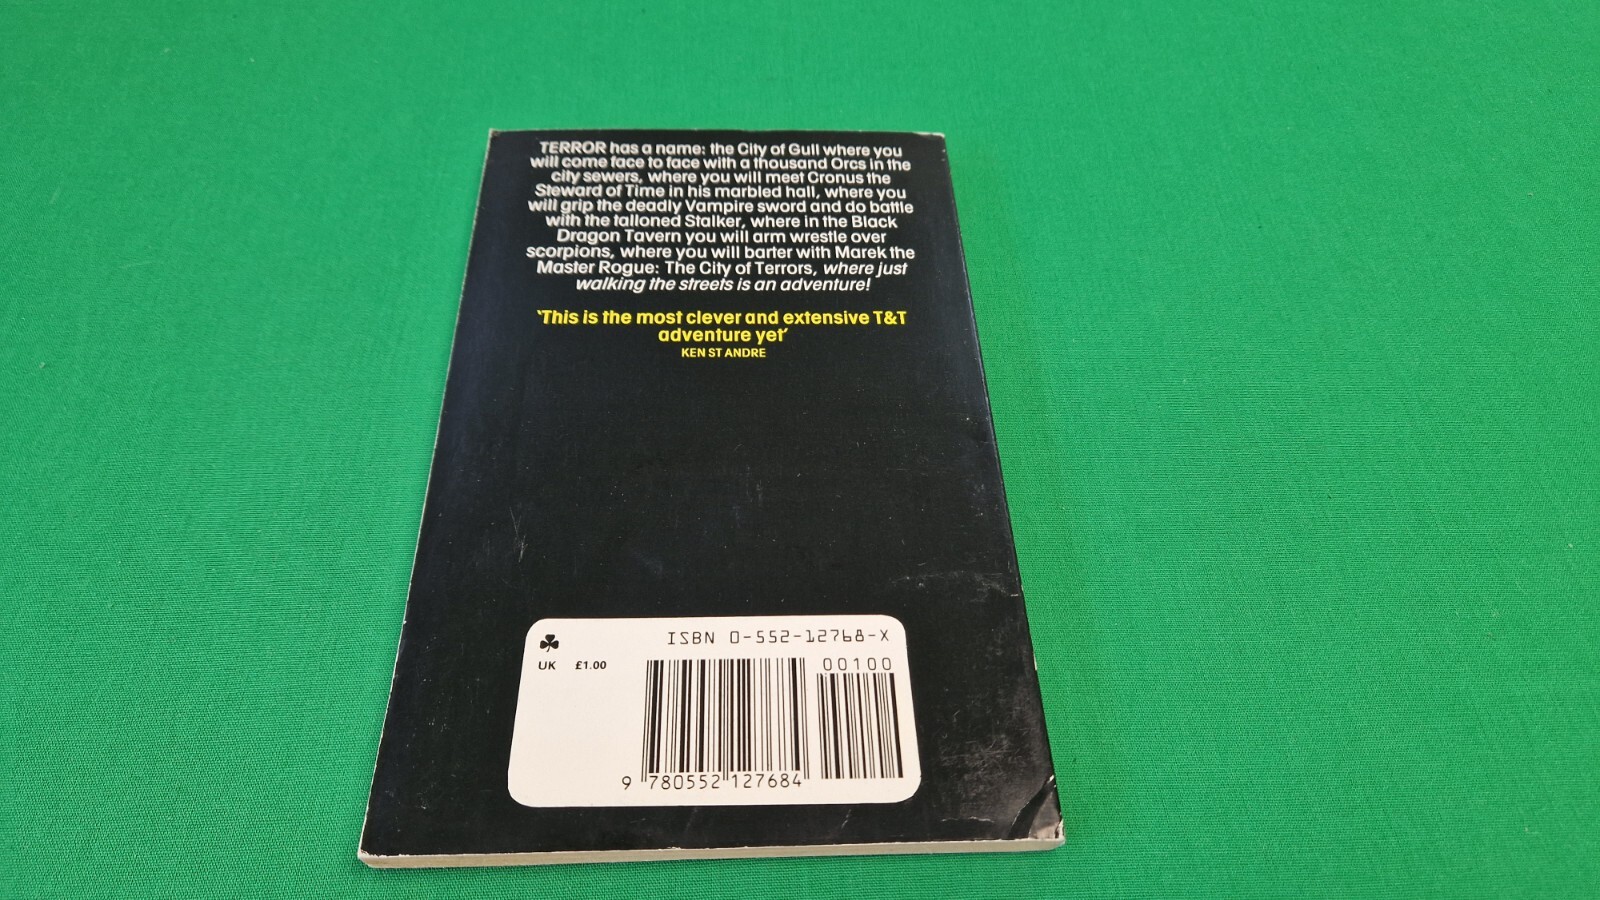 TERROR has a name: the City of Gull where you
will come face to face with a thousand Orcs in the
city sewers, where you will meet Cronus the
Steward of Time in his marbled hall, where you
will grip the deadly Vampire sword and do battle
with the talloned Stalker, where in the Black
Dragon Tavern you will arm wrestle over
scorpions, where you will barter with Marek the
Master Rogue: The City of Terrors, where just
walking the streets is an adventure!
'This is the most clever and extensive T&T
adventure yet'
KEN ST ANDRE
ISBN 0-552-12768-X
UK £1.00
00100
9 780552 127684